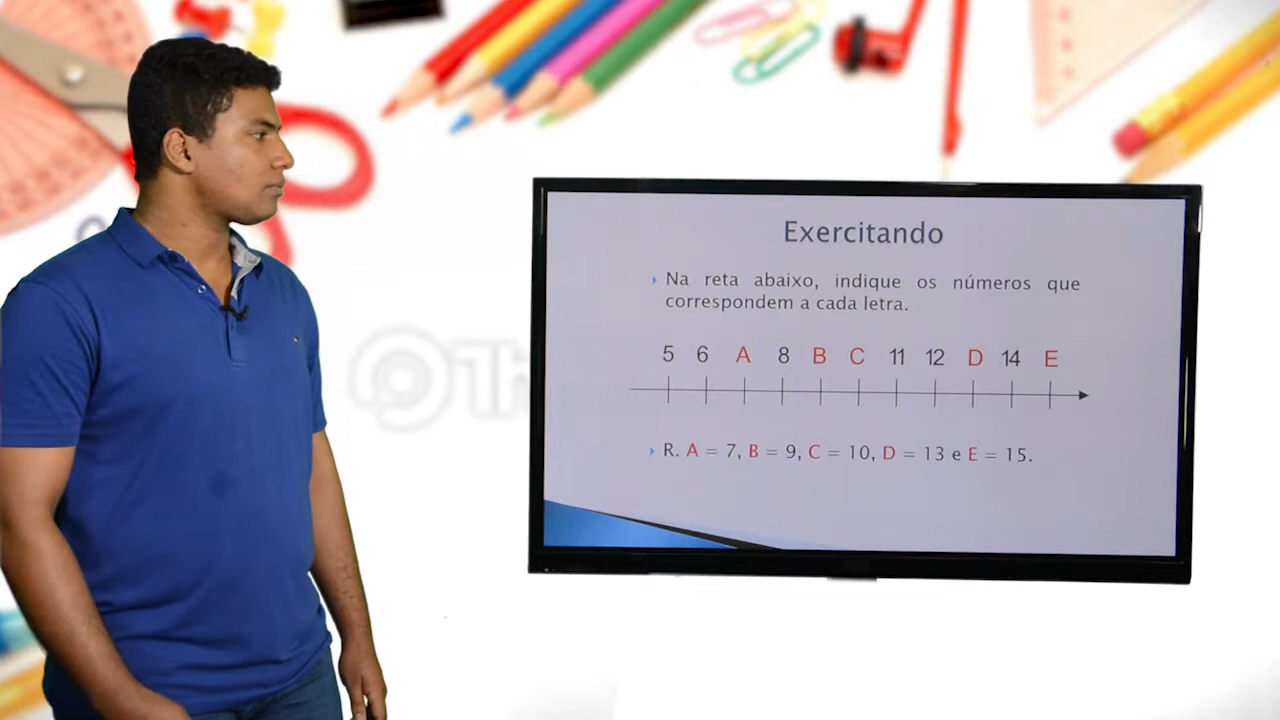 Exercitando
Na reta abaixo, indique os números que
correspondem a cada letra.
5 6 A 8 B C 11 12 D 14 E
R. A = 7, B = 9, C = 10, D = 13 e E = 15.